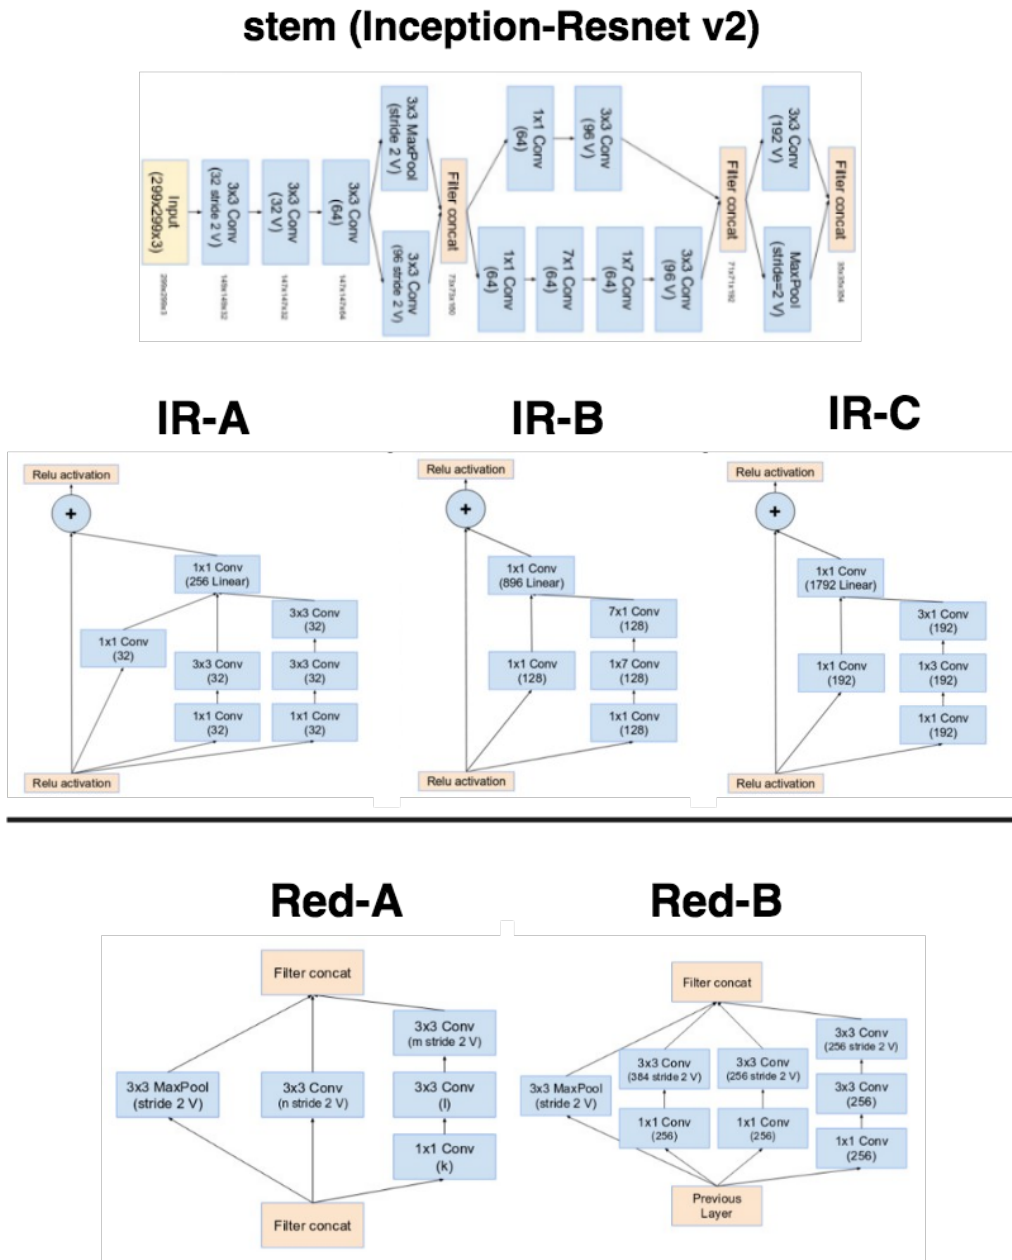 stem (Inception-Resnet v2)
Input
(299x299x3)
299x299x3
3x3 Conv
(32 stride 2 V)
149x149x32
3x3 Conv
(32 V)
147x147x32
3x3 Conv
(64)
147x147x64
3x3 MaxPool
(stride 2 V)
3x3 Conv
(96 stride 2 V)
Filter concat
73x73x160
1x1 Conv
(64)
3x3 Conv
(96 V)
1x1 Conv
(64)
7x1 Conv
(64)
1x7 Conv
(64)
3x3 Conv
(96 V)
Filter concat
71x71x192
3x3 Conv
(192 V)
MaxPool
(stride=2 V)
Filter concat
35x35x384
IR-A
Relu activation
+
1x1 Conv
(256 Linear)
3x3 Conv
(32)
1x1 Conv
(32)
3x3 Conv
(32)
3x3 Conv
(32)
1x1 Conv
(32)
1x1 Conv
(32)
Relu activation
IR-B
Relu activation
+
1x1 Conv
(896 Linear)
7x1 Conv
(128)
1x1 Conv
(128)
1x7 Conv
(128)
1x1 Conv
(128)
Relu activation
IR-C
Relu activation
+
1x1 Conv
(1792 Linear)
3x1 Conv
(192)
1x1 Conv
(192)
1x3 Conv
(192)
1x1 Conv
(192)
Relu activation
Red-A
Filter concat
3x3 Conv
(m stride 2 V)
3x3 MaxPool
(stride 2 V)
3x3 Conv
(n stride 2 V)
3x3 Conv
(l)
1x1 Conv
(k)
Filter concat
Red-B
Filter concat
3x3 Conv
(256 stride 2 V)
3x3 MaxPool
(stride 2 V)
3x3 Conv
(384 stride 2 V)
3x3 Conv
(256 stride 2 V)
3x3 Conv
(256)
1x1 Conv
(256)
1x1 Conv
(256)
1x1 Conv
(256)
Previous
Layer